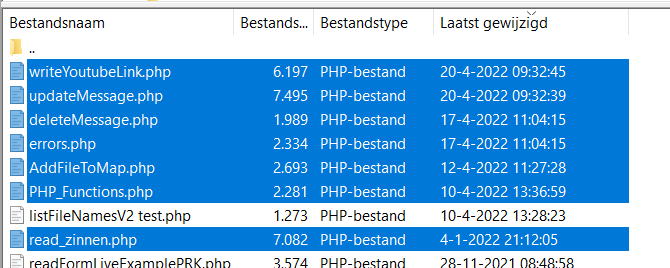 Bestandsnaam Bestands... Bestandstype Laatst gewijzigd
..
writeYoutubeLink.php 6.197 PHP-bestand 20-4-2022 09:32:45
updateMessage.php 7.495 PHP-bestand 20-4-2022 09:32:39
deleteMessage.php 1.989 PHP-bestand 17-4-2022 11:04:15
errors.php 2.334 PHP-bestand 17-4-2022 11:04:15
AddFileToMap.php 2.693 PHP-bestand 12-4-2022 11:27:28
PHP_Functions.php 2.281 PHP-bestand 10-4-2022 13:36:59
listFileNamesV2 test.php 1.273 PHP-bestand 10-4-2022 13:28:23
read_zinnen.php 7.082 PHP-bestand 4-1-2022 21:12:05
readFormLiveExamplePRK.php 3.574 PHP-bestand 28-11-2021 08:48:58